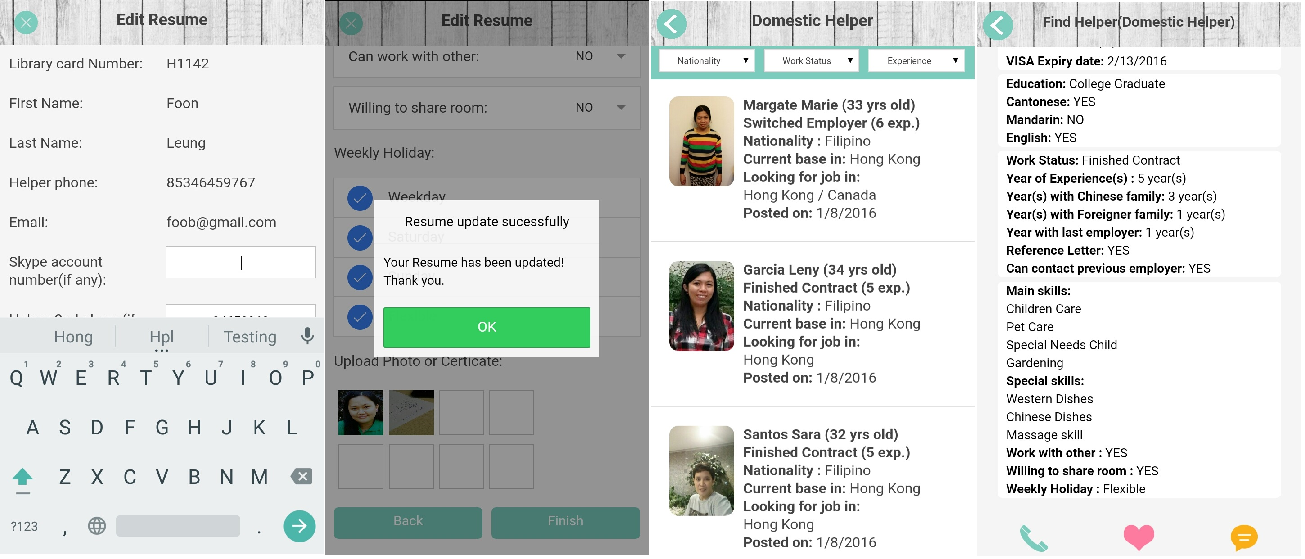 Edit Resume
Library card Number: H1142
First Name: Foon
Last Name: Leung
Helper phone: 85346459767
Email: foob@gmail.com
Skype account
number(if any):
Hong Hpl Testing
Q1 W2 E3 R4 T5 Y6 U7 I8 O9 P0
A S D F G H J K L
Z X C V B N M
?123 , .
Edit Resume
Can work with other: NO
Willing to share room: NO
Weekly Holiday:
Weekday
Resume update sucessfully
Saturday
Your Resume has been updated!
Thank you.
OK
Upload Photo or Certicate:
Back Finish
Domestic Helper
Nationality Work Status Experience
Margate Marie (33 yrs old)
Switched Employer (6 exp.)
Nationality : Filipino
Current base in: Hong Kong
Looking for job in:
Hong Kong / Canada
Posted on: 1/8/2016
Garcia Leny (34 yrs old)
Finished Contract (5 exp.)
Nationality : Filipino
Current base in: Hong Kong
Looking for job in:
Hong Kong
Posted on: 1/8/2016
Santos Sara (32 yrs old)
Finished Contract (5 exp.)
Nationality : Filipino
Current base in: Hong Kong
Looking for job in:
Hong Kong
Posted on: 1/8/2016
Find Helper(Domestic Helper)
VISA Expiry date: 2/13/2016
Education: College Graduate
Cantonese: YES
Mandarin: NO
English: YES
Work Status: Finished Contract
Year of Experience(s) : 5 year(s)
Year(s) with Chinese family: 3 year(s)
Year(s) with Foreigner family: 1 year(s)
Year with last employer: 1 year(s)
Reference Letter: YES
Can contact previous employer: YES
Main skills:
Children Care
Pet Care
Special Needs Child
Gardening
Special skills:
Western Dishes
Chinese Dishes
Massage skill
Work with other : YES
Willing to share room : YES
Weekly Holiday : Flexible